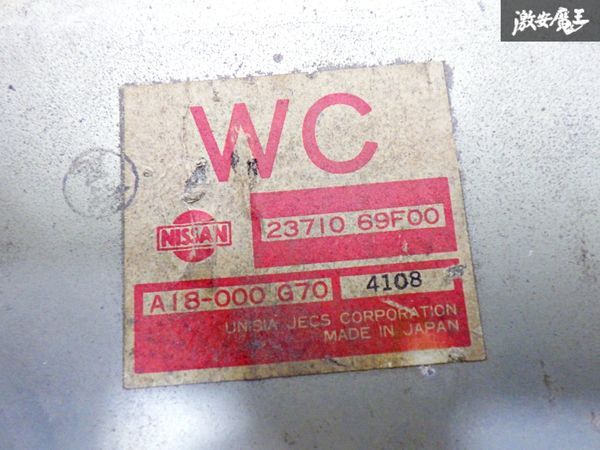 激安魔王
WC
NISSAN
23710 69F00
A18-000 G70
4108
UNISIA JECS CORPORATION
MADE IN JAPAN